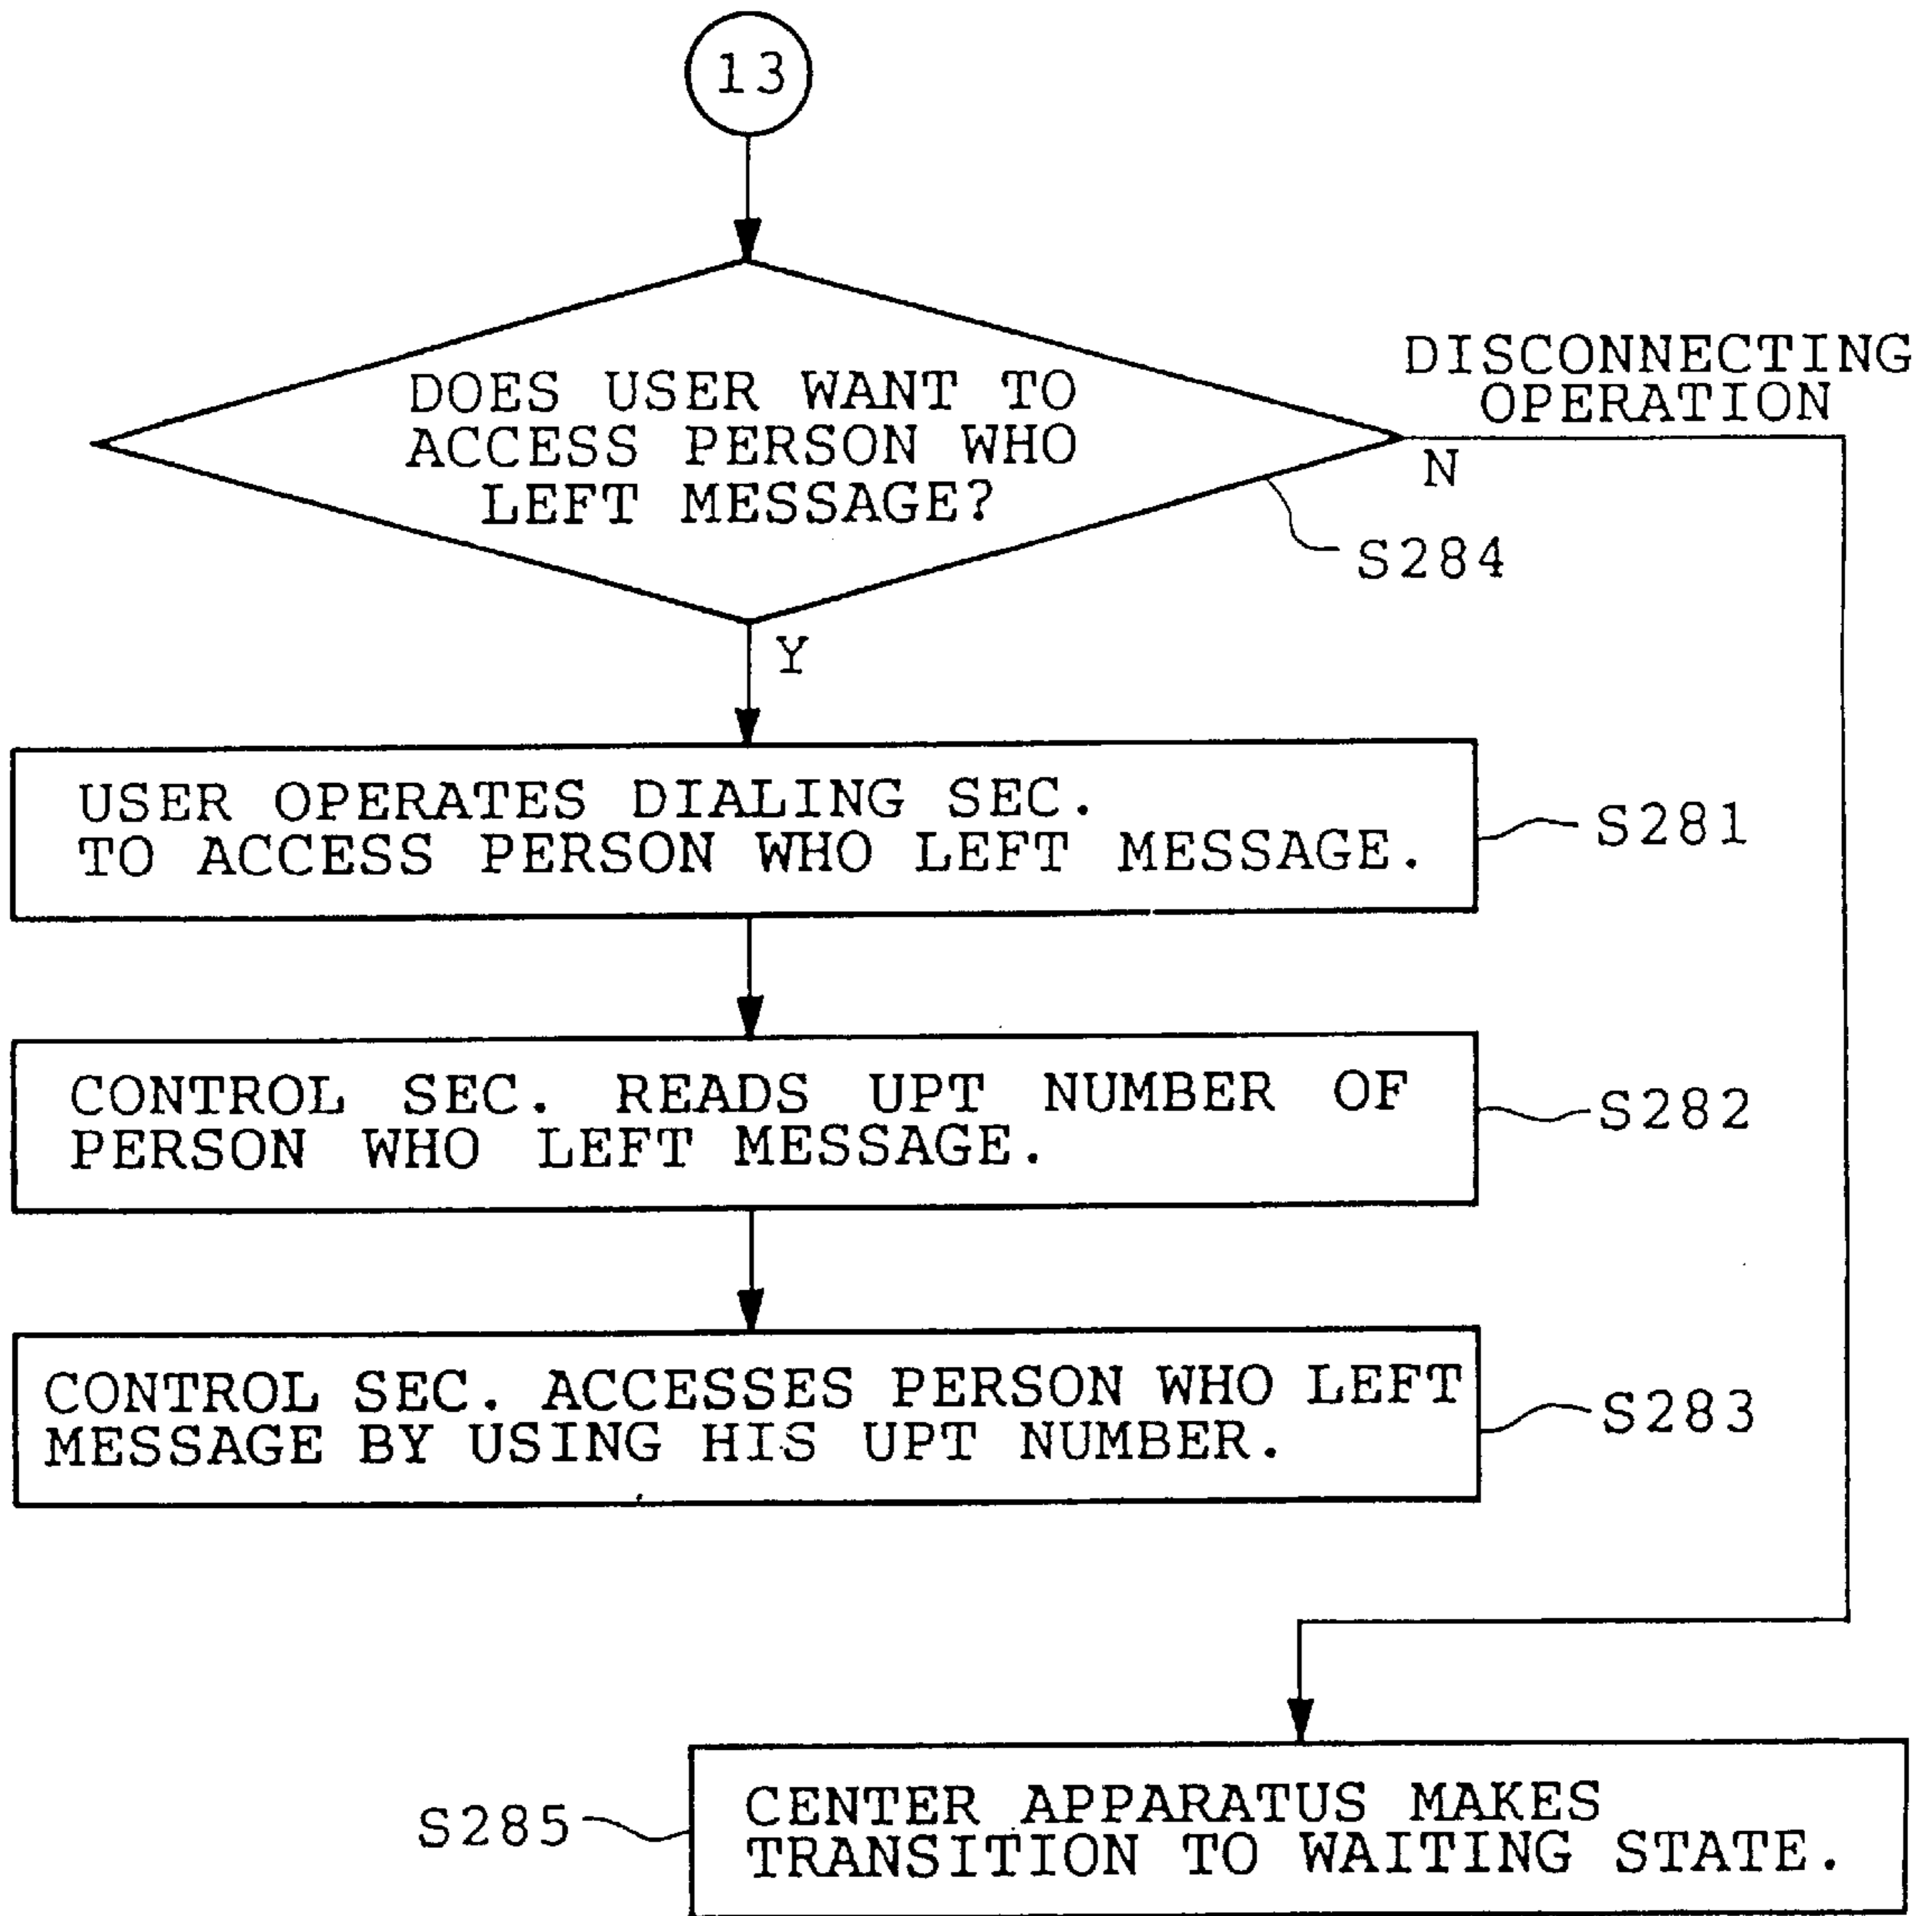 13
DOES USER WANT TO
ACCESS PERSON WHO
LEFT MESSAGE?
DISCONNECTING
OPERATION
N
S284
Y
USER OPERATES DIALING SEC.
TO ACCESS PERSON WHO LEFT MESSAGE.
S281
CONTROL SEC. READS UPT NUMBER OF
PERSON WHO LEFT MESSAGE.
S282
CONTROL SEC. ACCESSES PERSON WHO LEFT
MESSAGE BY USING HIS UPT NUMBER.
S283
S285
CENTER APPARATUS MAKES
TRANSITION TO WAITING STATE.